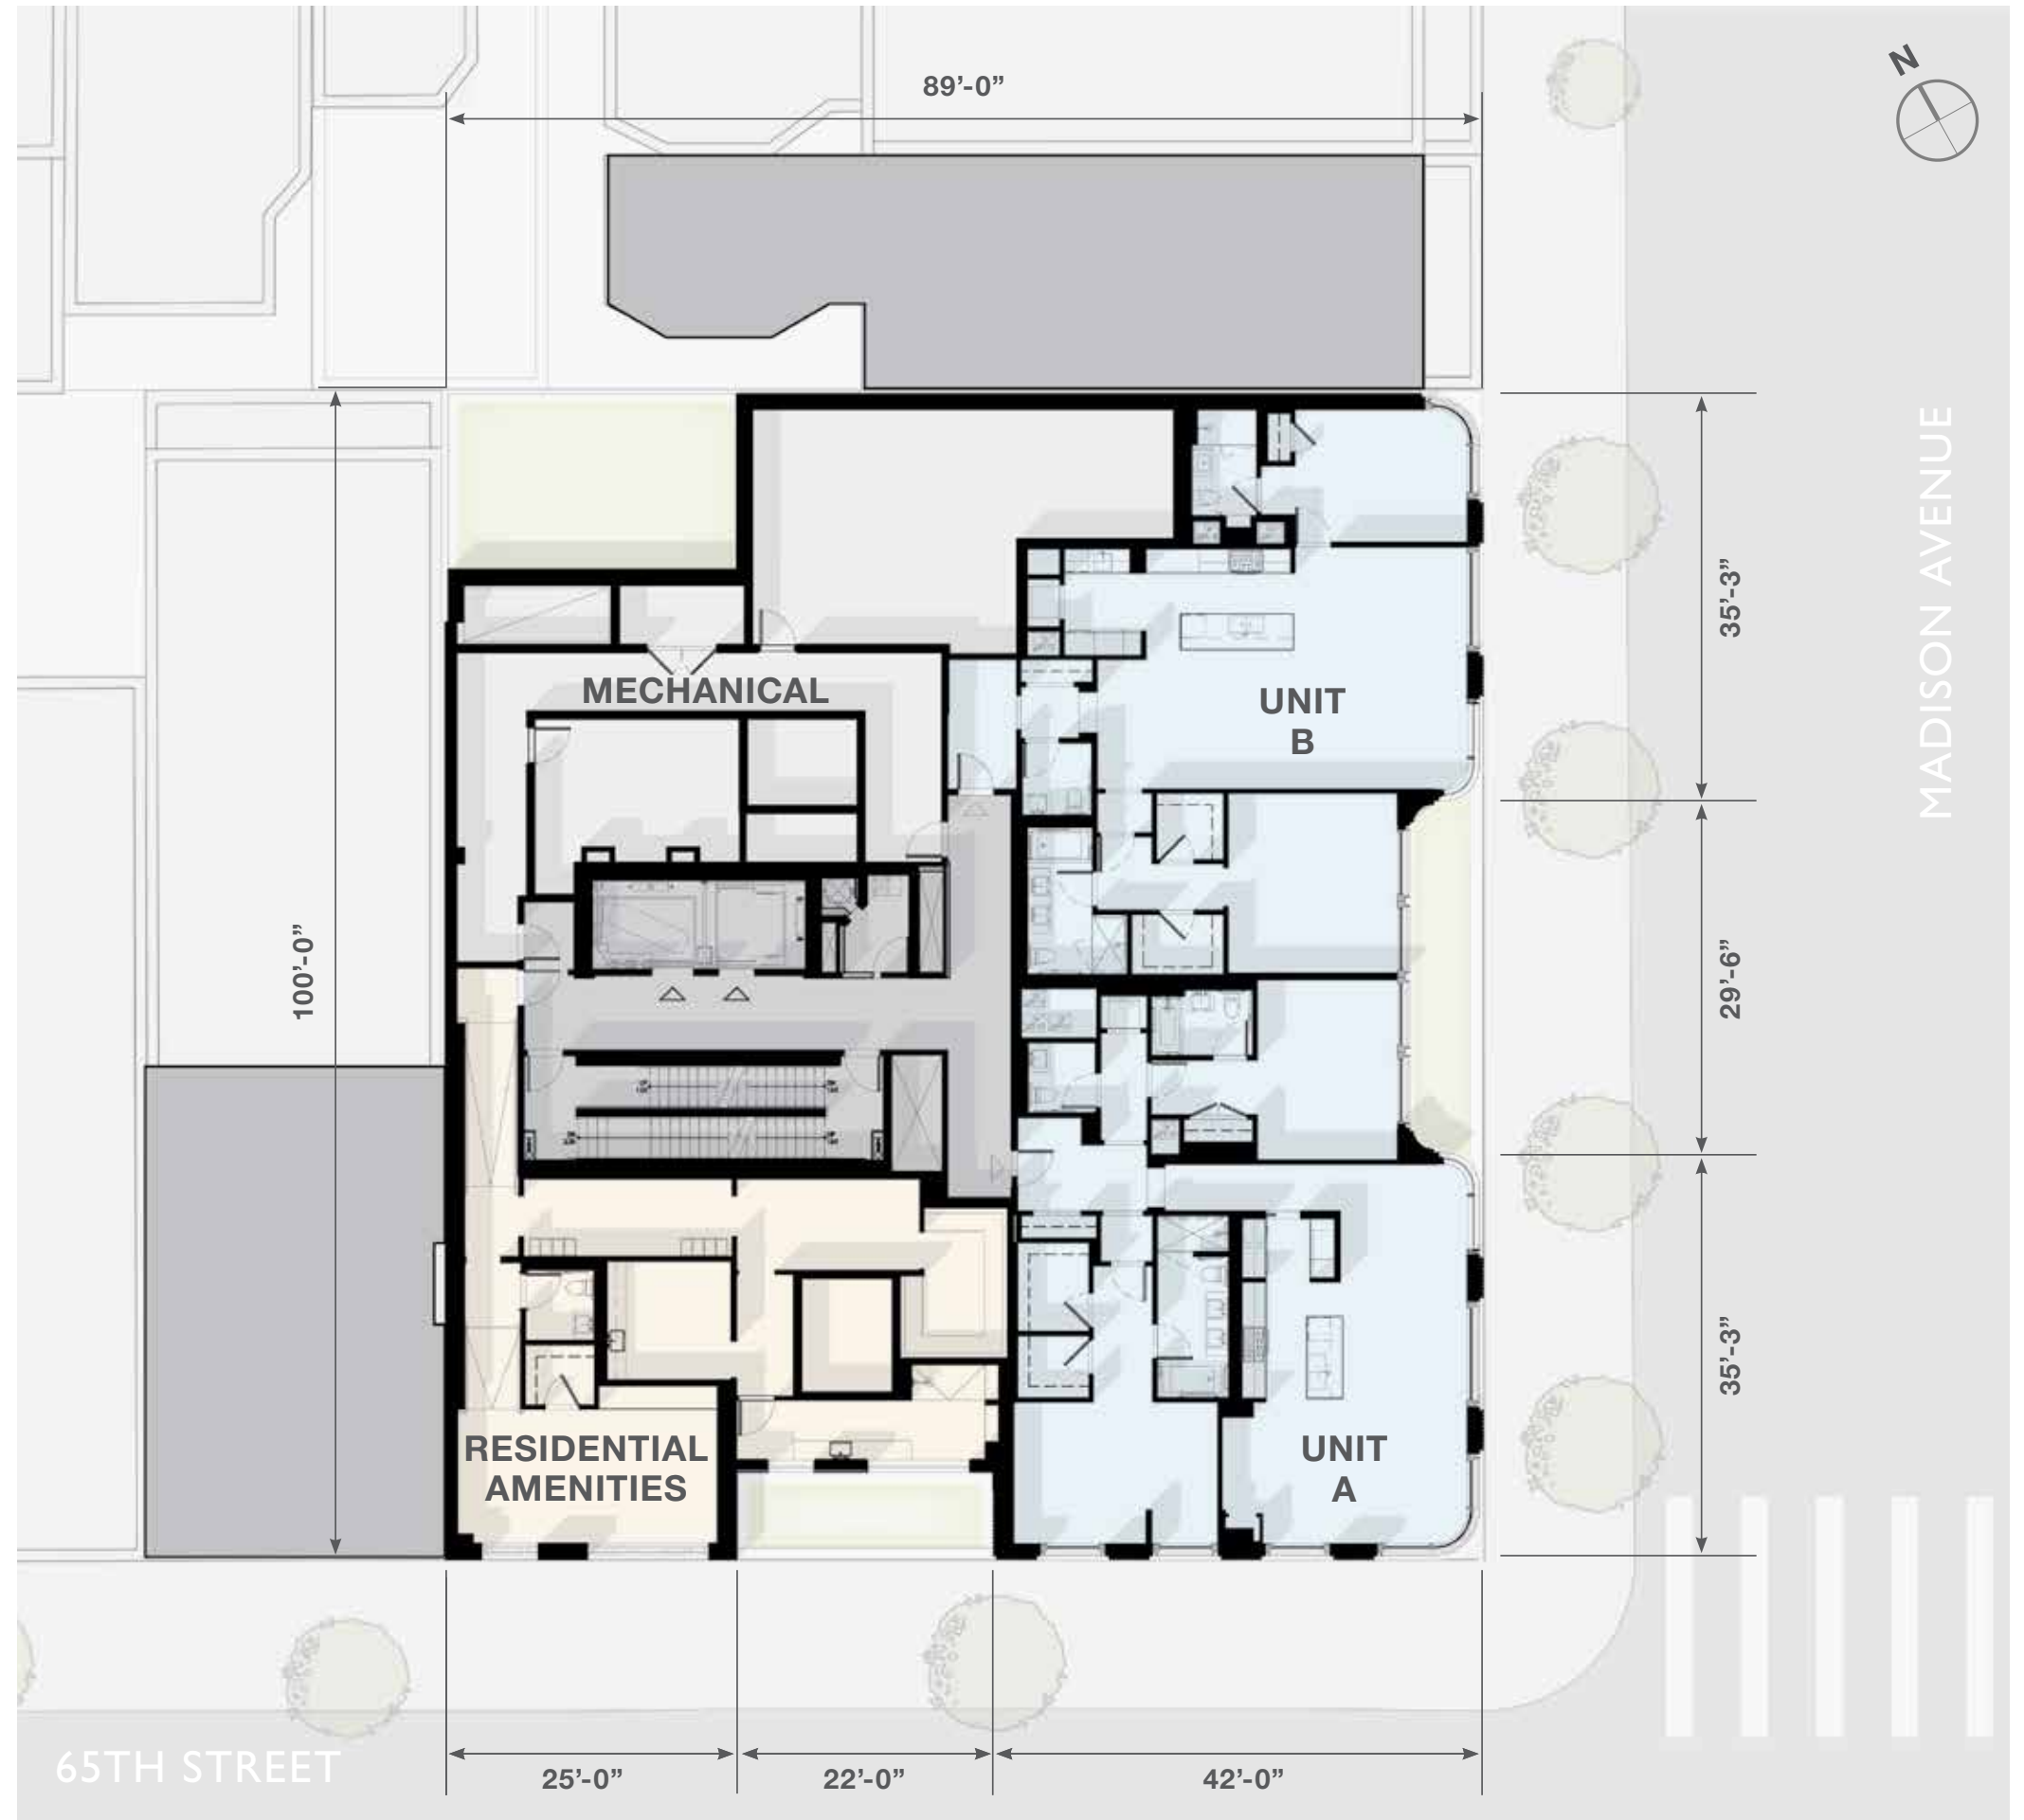 N
89’-0”
MADISON AVENUE
35’-3”
MECHANICAL
UNIT
B
100’-0”
29’-6”
35’-3”
RESIDENTIAL
AMENITIES
UNIT
A
65TH STREET
25’-0”
22’-0”
42’-0”